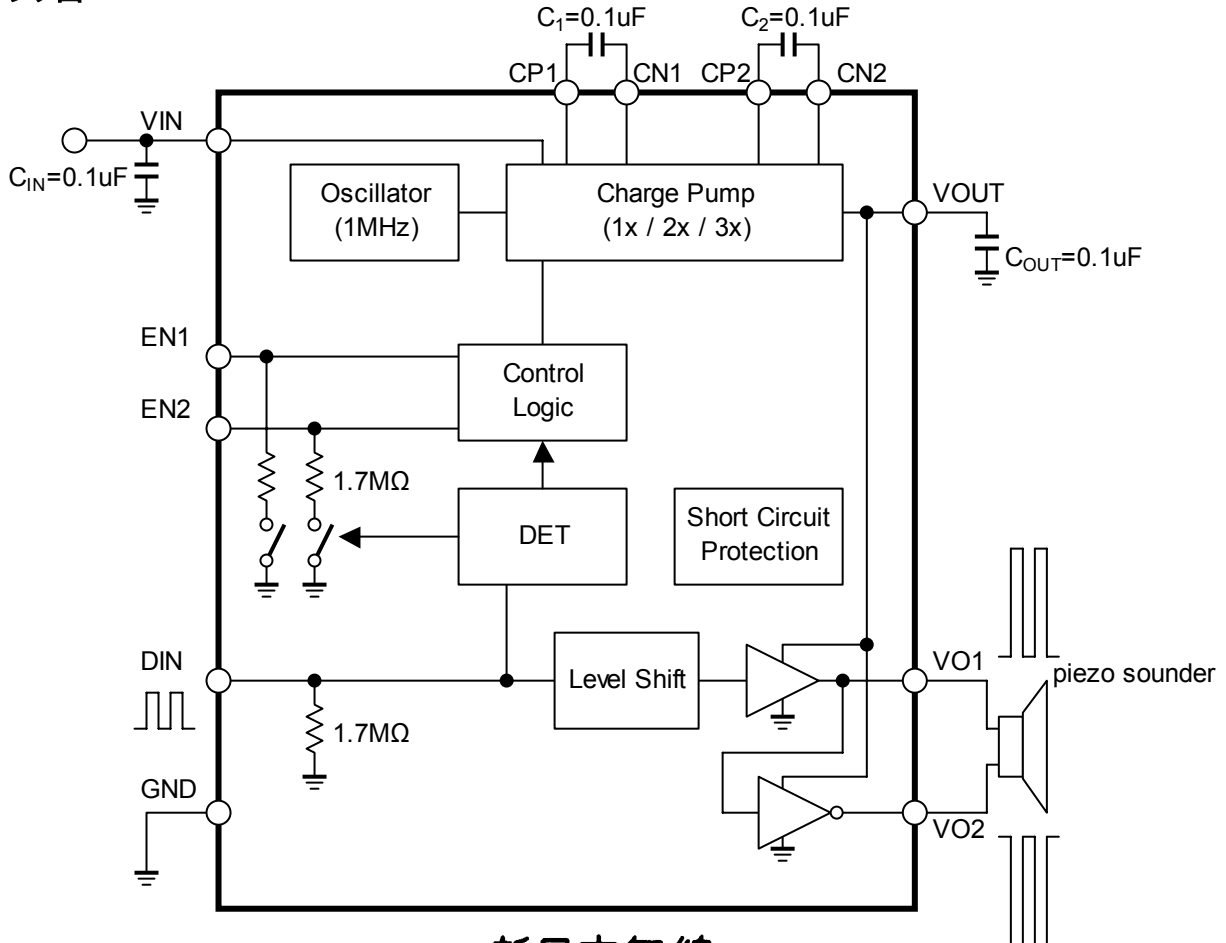 C1=0.1uF
C2=0.1uF
CP1
CN1
CP2
CN2
VIN
CIN=0.1uF
Oscillator
(1MHz)
Charge Pump
(1x / 2x / 3x)
VOUT
COUT=0.1uF
EN1
EN2
Control
Logic
1.7MΩ
DET
Short Circuit
Protection
DIN
Level Shift
VO1
piezo sounder
1.7MΩ
GND
VO2